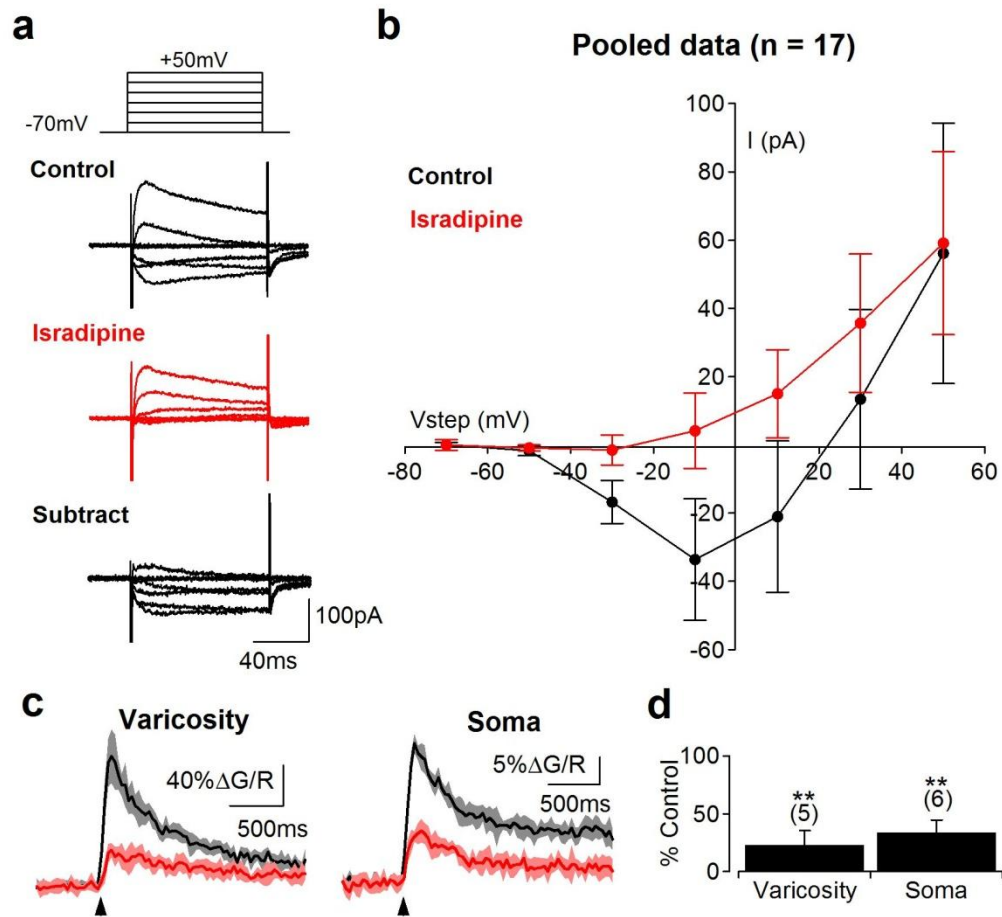 a
+50mV
-70mV
Control
Isradipine
Subtract
100pA
40ms
b
Pooled data (n = 17)
Control
Isradipine
I (pA)
Vstep (mV)
100
80
60
40
20
-20
-40
-60
-80
-60
-40
-20
20
40
60
c
Varicosity
40%ΔG/R
500ms
Soma
5%ΔG/R
500ms
d
% Control
100
50
0
**
(5)
**
(6)
Varicosity
Soma